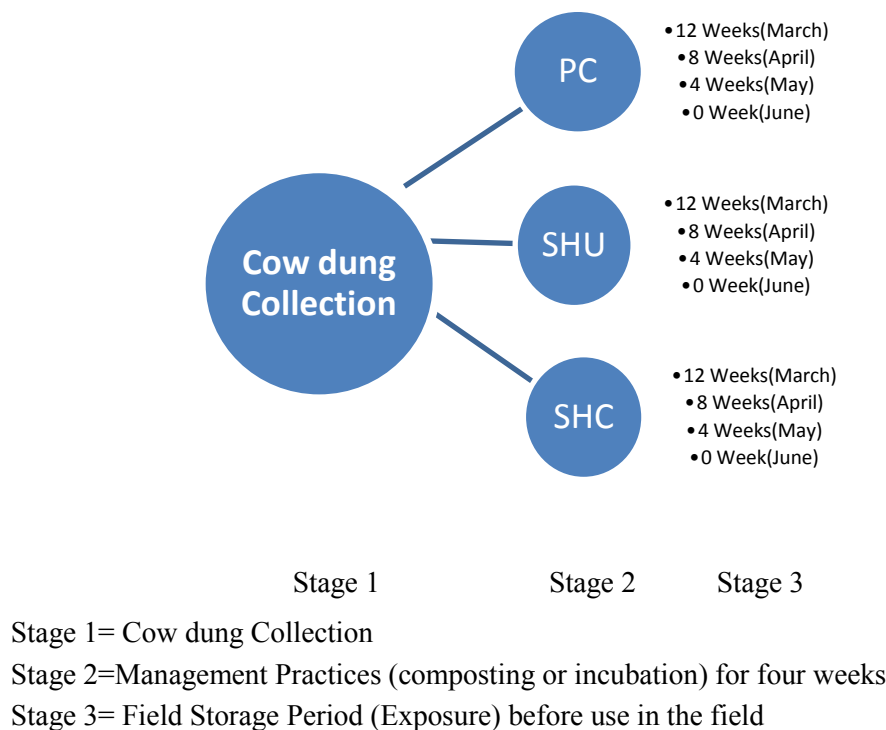 PC
•12 Weeks(March)
•8 Weeks(April)
•4 Weeks(May)
•0 Week(June)
Cow dung
Collection
SHU
•12 Weeks(March)
•8 Weeks(April)
•4 Weeks(May)
•0 Week(June)
SHC
•12 Weeks(March)
•8 Weeks(April)
•4 Weeks(May)
•0 Week(June)
Stage 1 Stage 2 Stage 3
Stage 1= Cow dung Collection
Stage 2=Management Practices (composting or incubation) for four weeks
Stage 3= Field Storage Period (Exposure) before use in the field